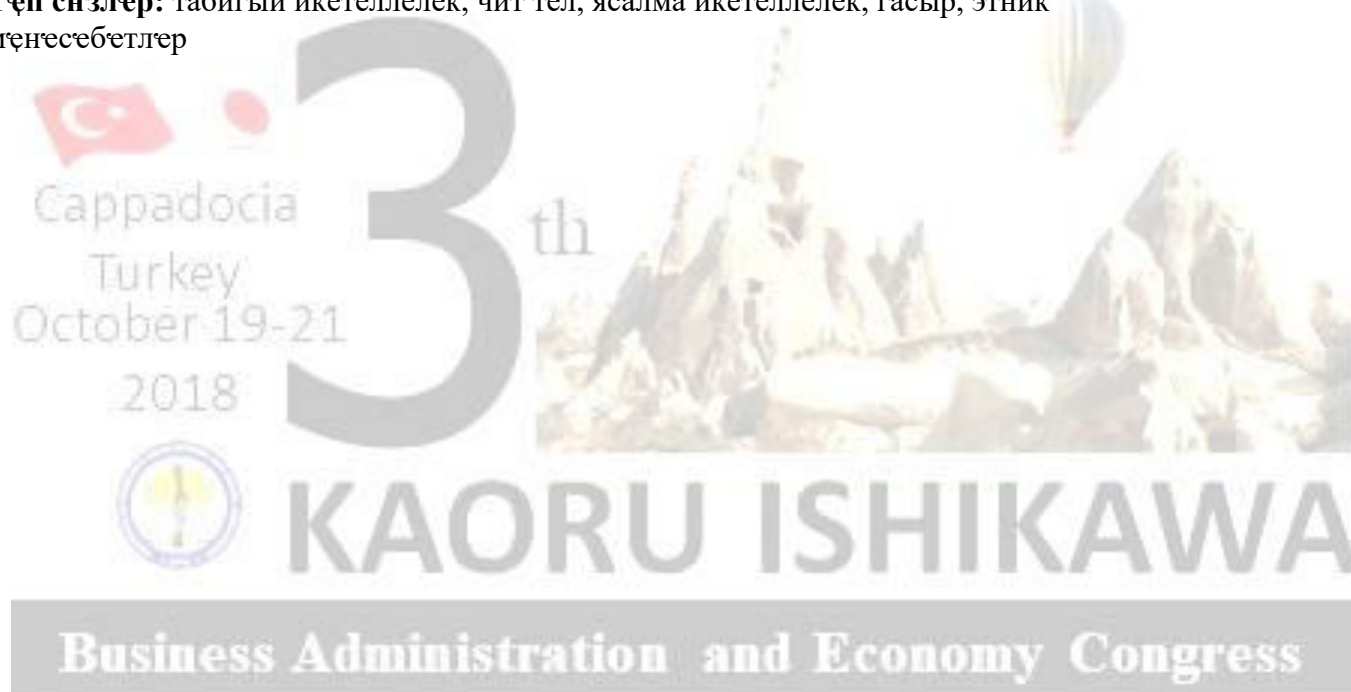 сүзләр: табигый икетеллелек, чит тел, ясалма икетеллелек, гасыр, этник
3
th
Cappadocia
Turkey
October 19-21
2018
KAORU ISHIKAWA
Business Administration and Economy Congress